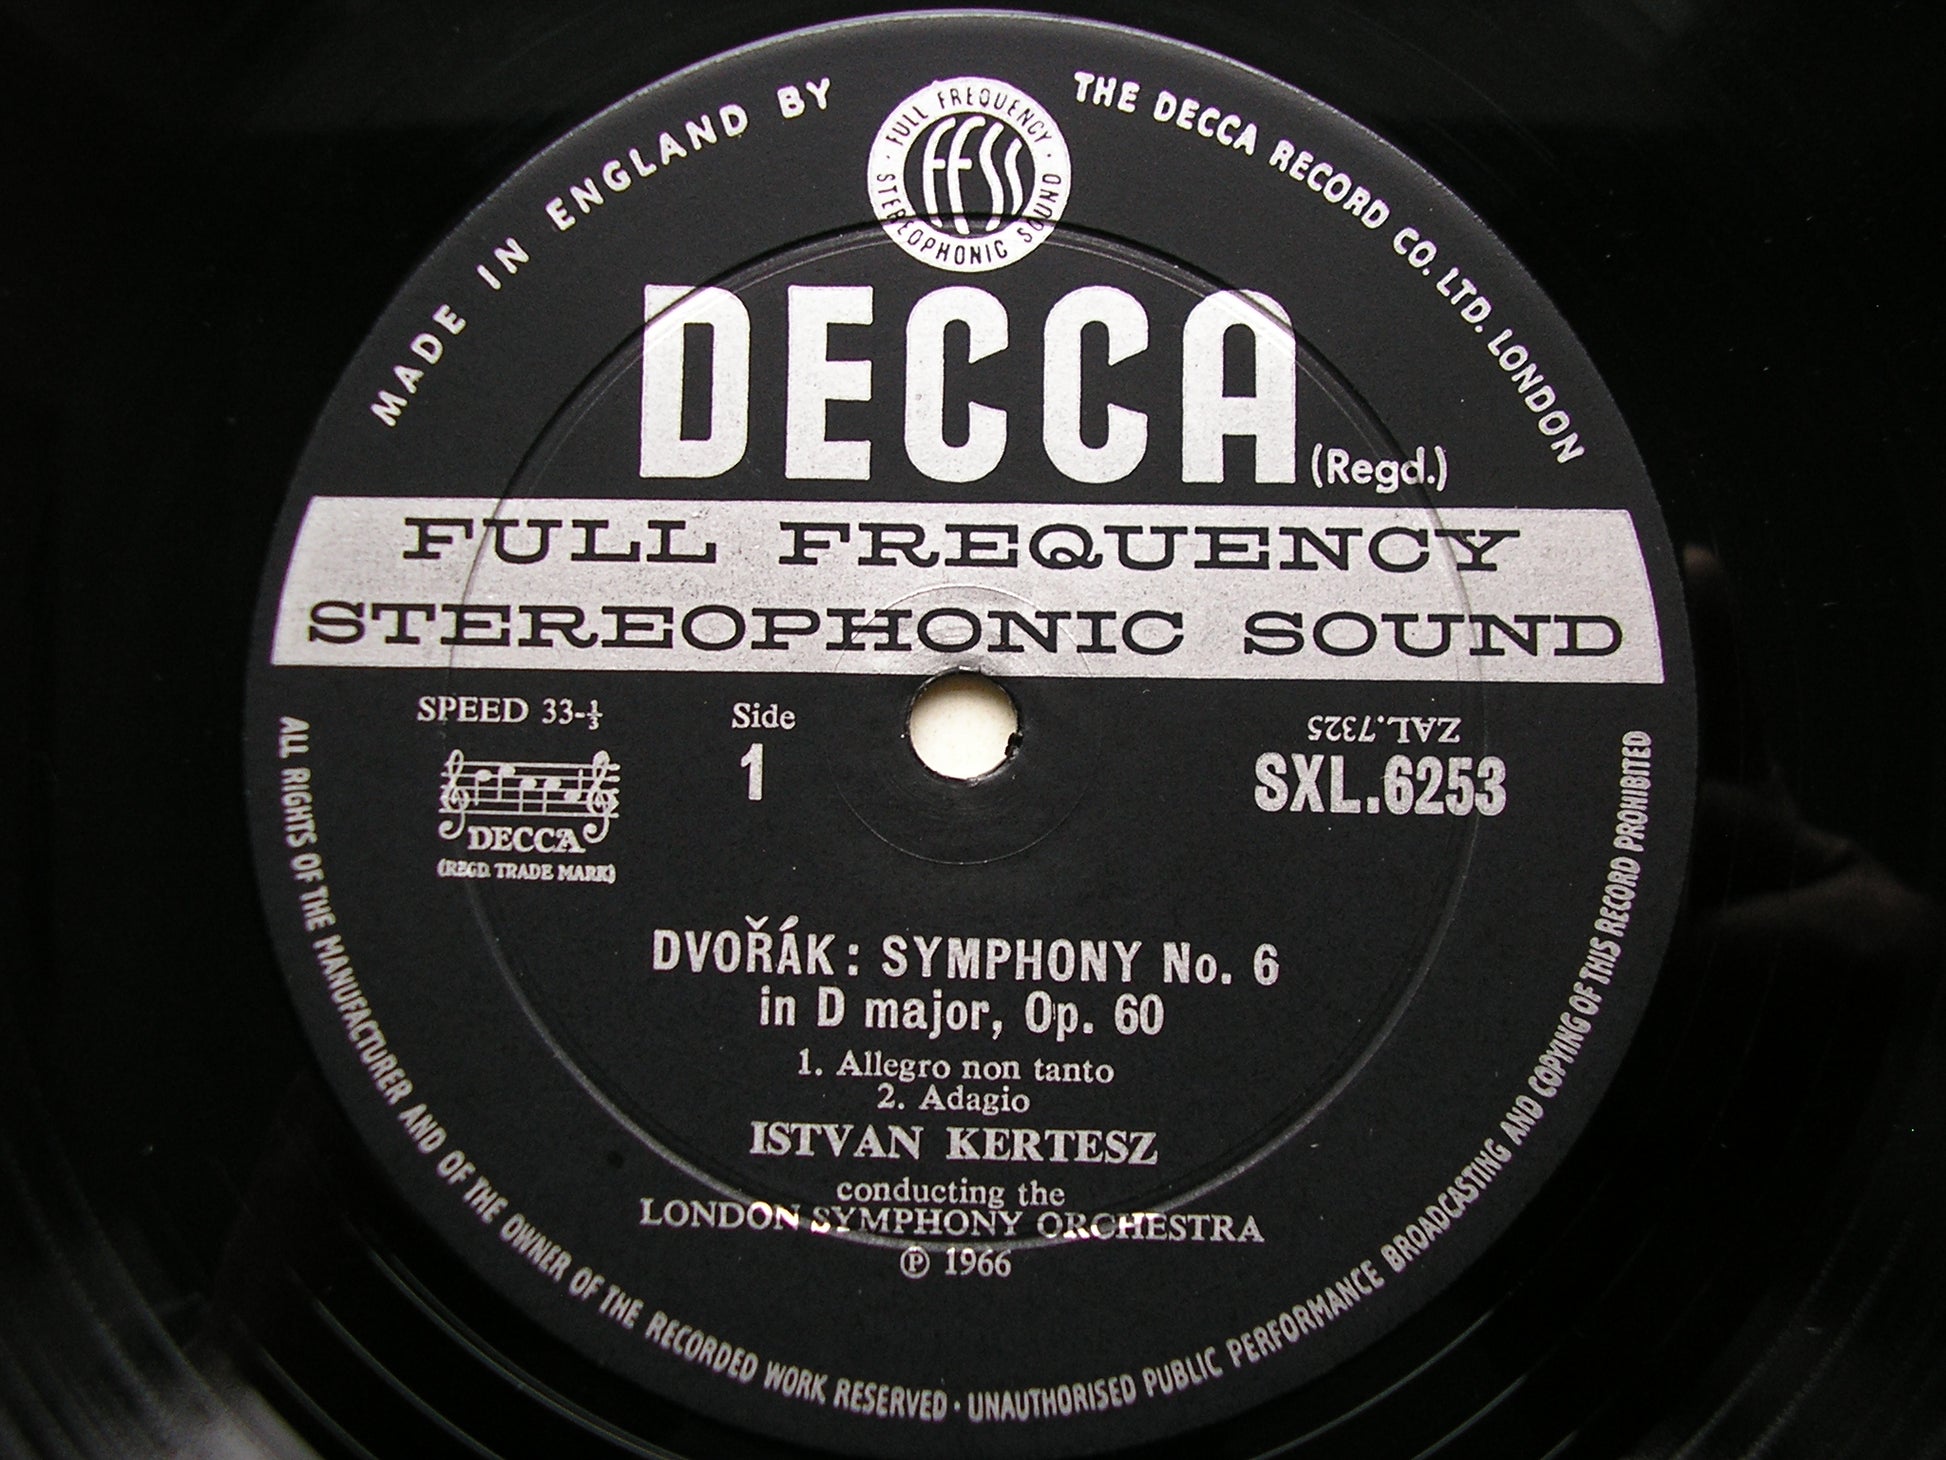 MADE IN ENGLAND BY
THE DECCA RECORD CO. LTD. LONDON
FULL FREQUENCY
ffss
STEREOPHONIC SOUND
DECCA (Regd.)
FULL FREQUENCY
STEREOPHONIC SOUND
SPEED 33-⅓
Side
1
ZAL.7325
SXL.6253
DECCA
(REGD. TRADE MARK)
DVOŘÁK: SYMPHONY No. 6
in D major, Op. 60
1. Allegro non tanto
2. Adagio
ISTVAN KERTESZ
conducting the
LONDON SYMPHONY ORCHESTRA
℗ 1966
ALL RIGHTS OF THE MANUFACTURER AND OF THE OWNER OF THE RECORDED WORK RESERVED · UNAUTHORISED PUBLIC PERFORMANCE BROADCASTING AND COPYING OF THIS RECORD PROHIBITED